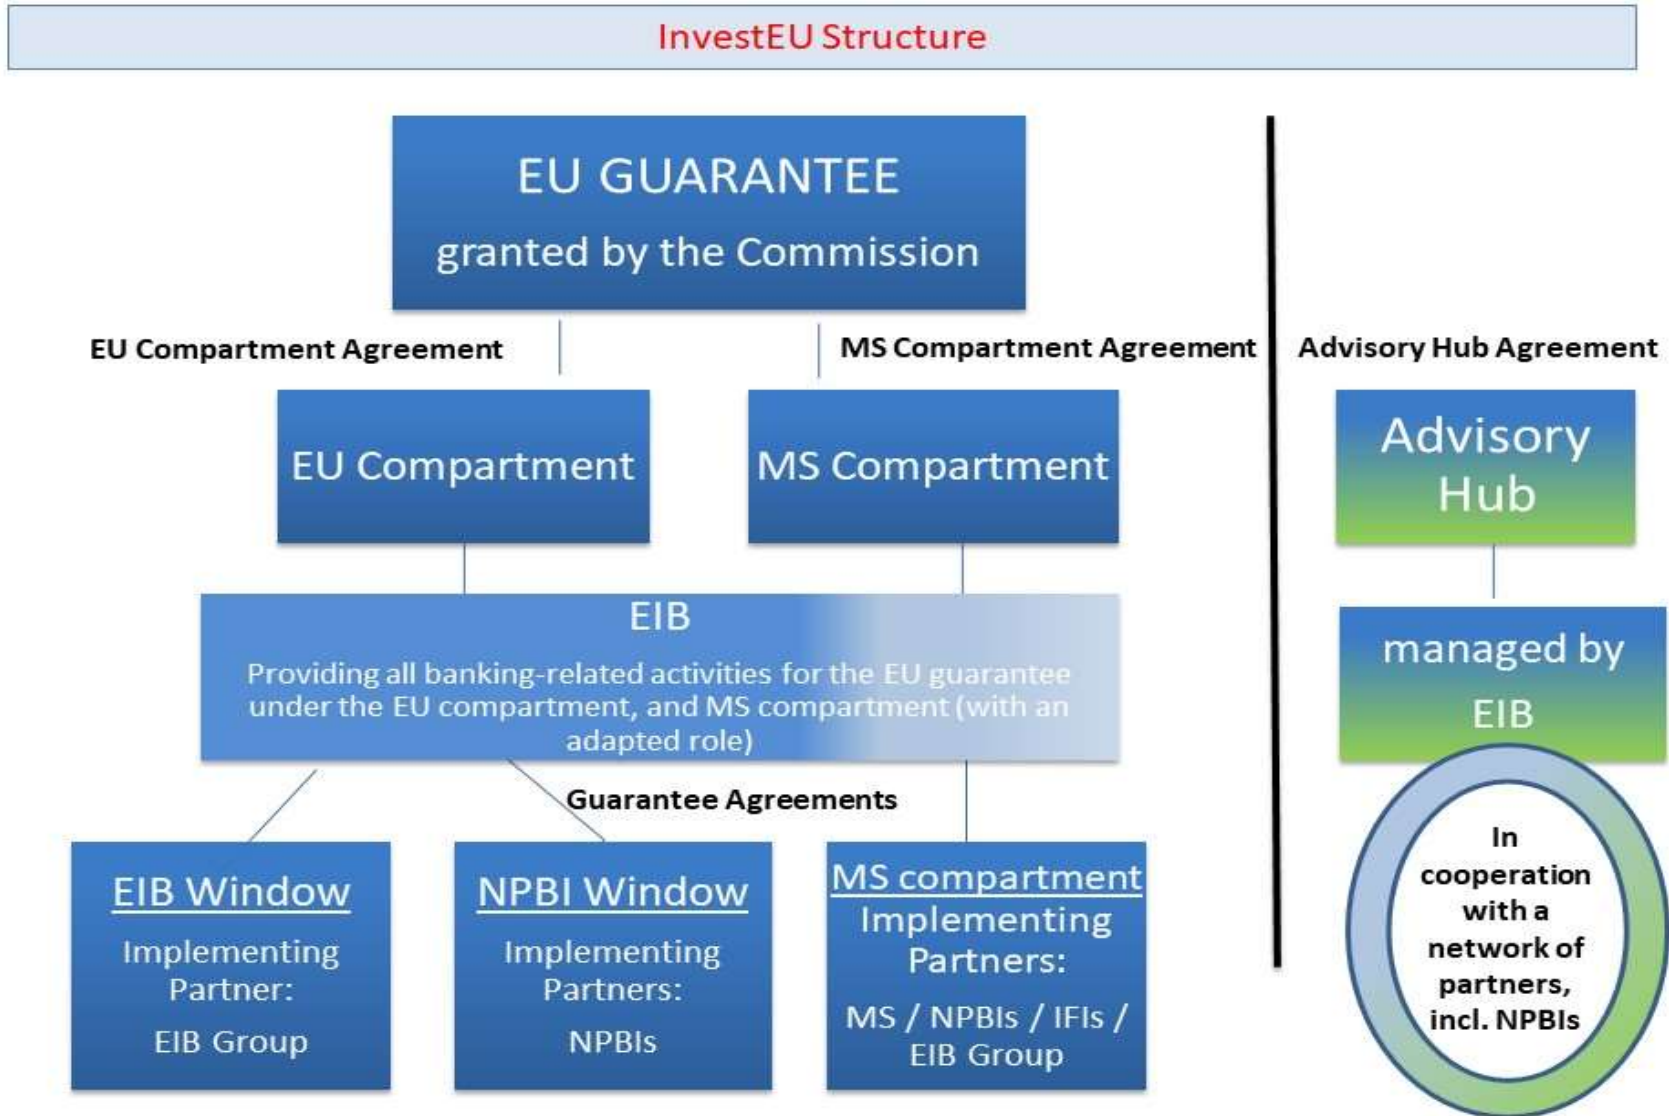 InvestEU Structure
EU GUARANTEE
granted by the Commission
EU Compartment Agreement
MS Compartment Agreement
Advisory Hub Agreement
EU Compartment
MS Compartment
Advisory
Hub
EIB
Providing all banking-related activities for the EU guarantee
under the EU compartment, and MS compartment (with an
adapted role)
managed by
EIB
Guarantee Agreements
EIB Window
Implementing
Partner:
EIB Group
NPBI Window
Implementing
Partners:
NPBIs
MS compartment
Implementing
Partners:
MS / NPBIs / IFIs /
EIB Group
In
cooperation
with a
network of
partners,
incl. NPBIs